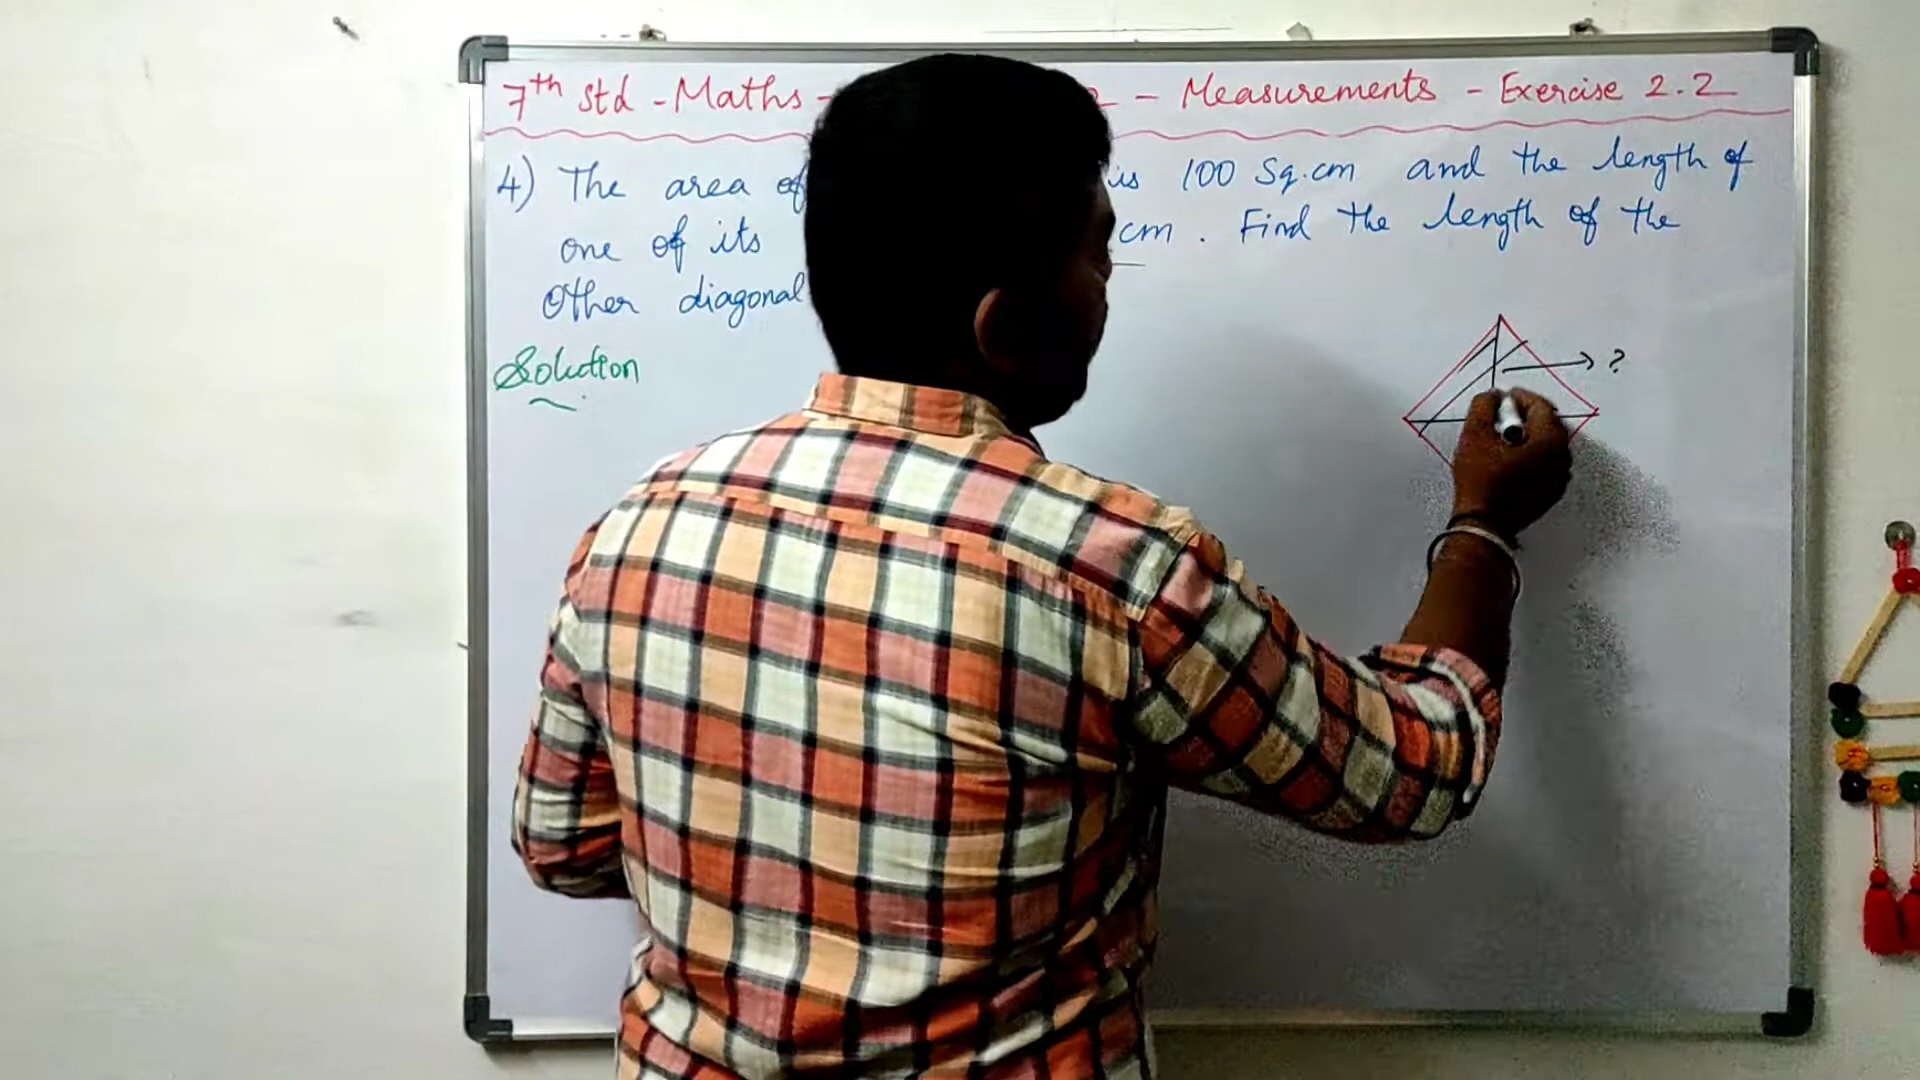 7th Std - Maths - 2 - Measurements - Exercise 2.2
4) The area of is 100 Sq.cm and the length of
one of its cm. Find the length of the
Other diagonal
Solution
?